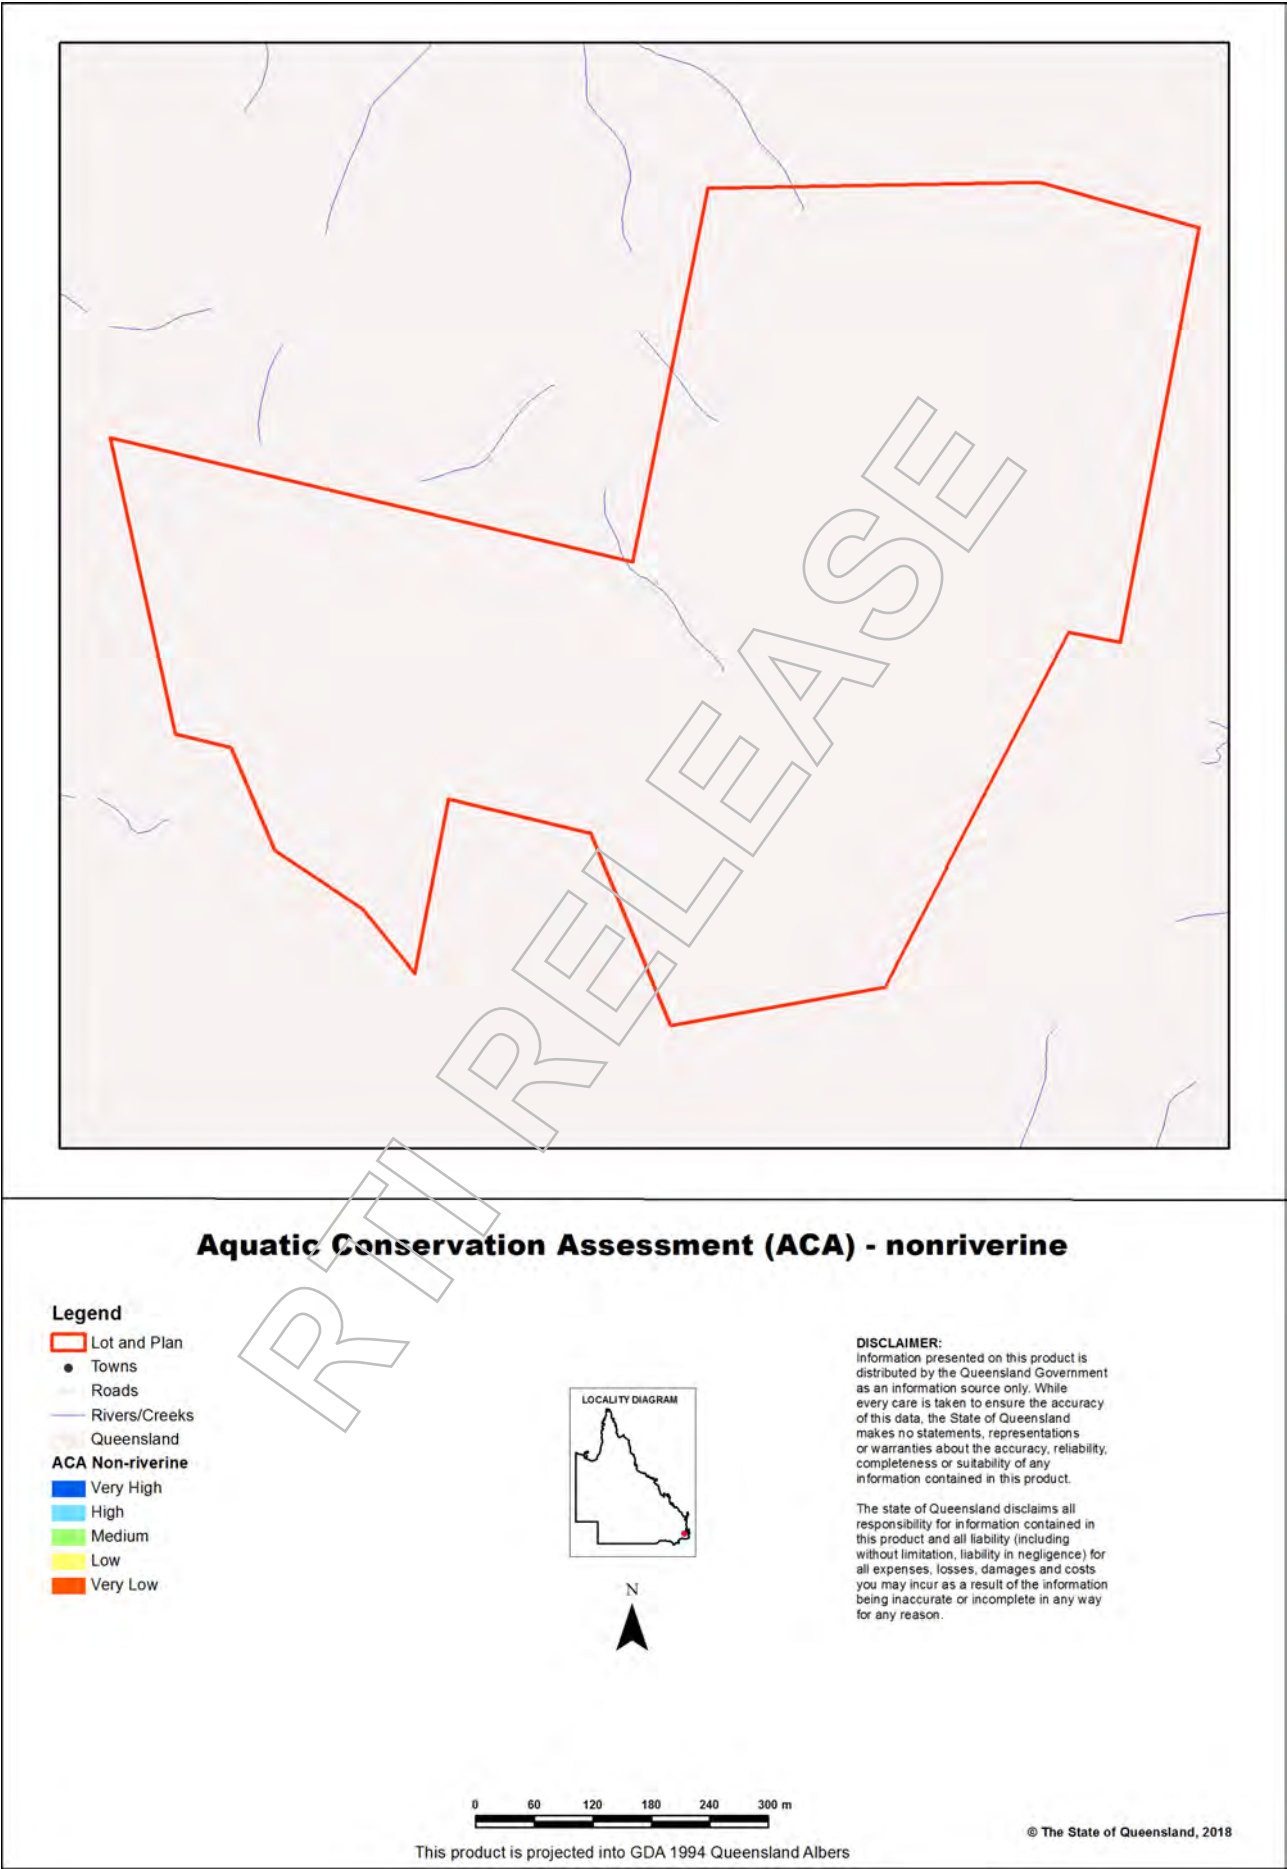 RTI RELEASE
Aquatic Conservation Assessment (ACA) - nonriverine
Legend
Lot and Plan
Towns
Roads
Rivers/Creeks
Queensland
ACA Non-riverine
Very High
High
Medium
Low
Very Low
LOCALITY DIAGRAM
N
DISCLAIMER:
Information presented on this product is
distributed by the Queensland Government
as an information source only. While
every care is taken to ensure the accuracy
of this data, the State of Queensland
makes no statements, representations
or warranties about the accuracy, reliability,
completeness or suitability of any
information contained in this product.
The state of Queensland disclaims all
responsibility for information contained in
this product and all liability (including
without limitation, liability in negligence) for
all expenses, losses, damages and costs
you may incur as a result of the information
being inaccurate or incomplete in any way
for any reason.
0 60 120 180 240 300 m
This product is projected into GDA 1994 Queensland Albers
© The State of Queensland, 2018